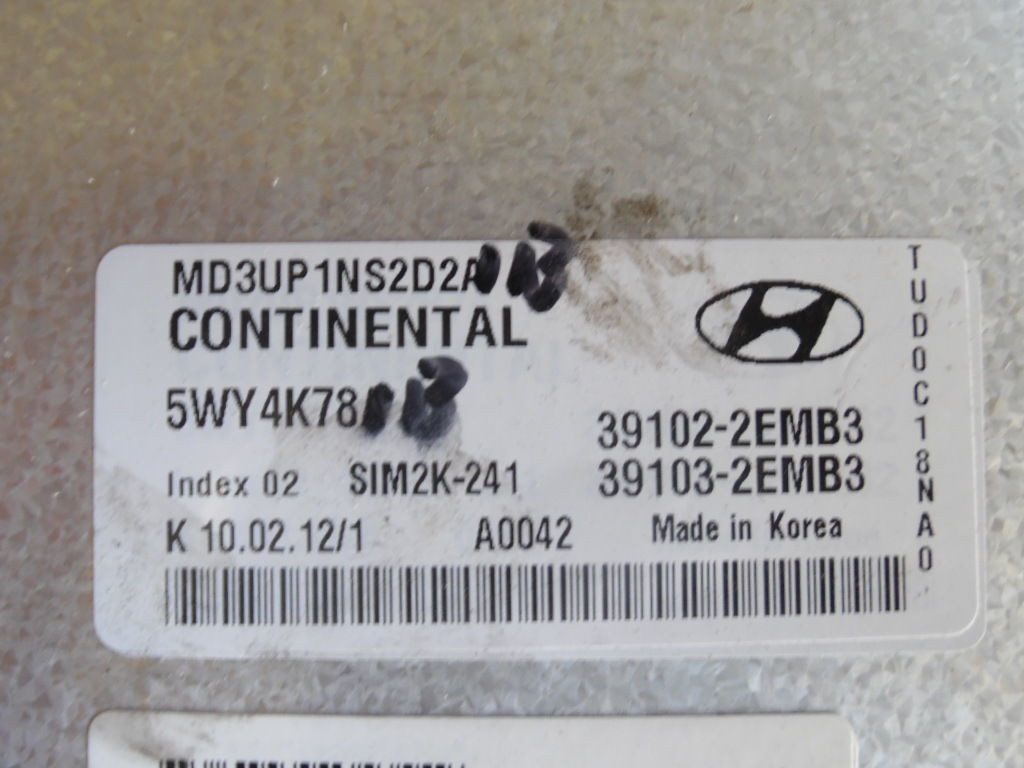 MD3UP1NS2D2A
CONTINENTAL
5WY4K78
39102-2EMB3
Index 02 SIM2K-241 39103-2EMB3
K 10.02.12/1 A0042 Made in Korea
TUD0C18NA0